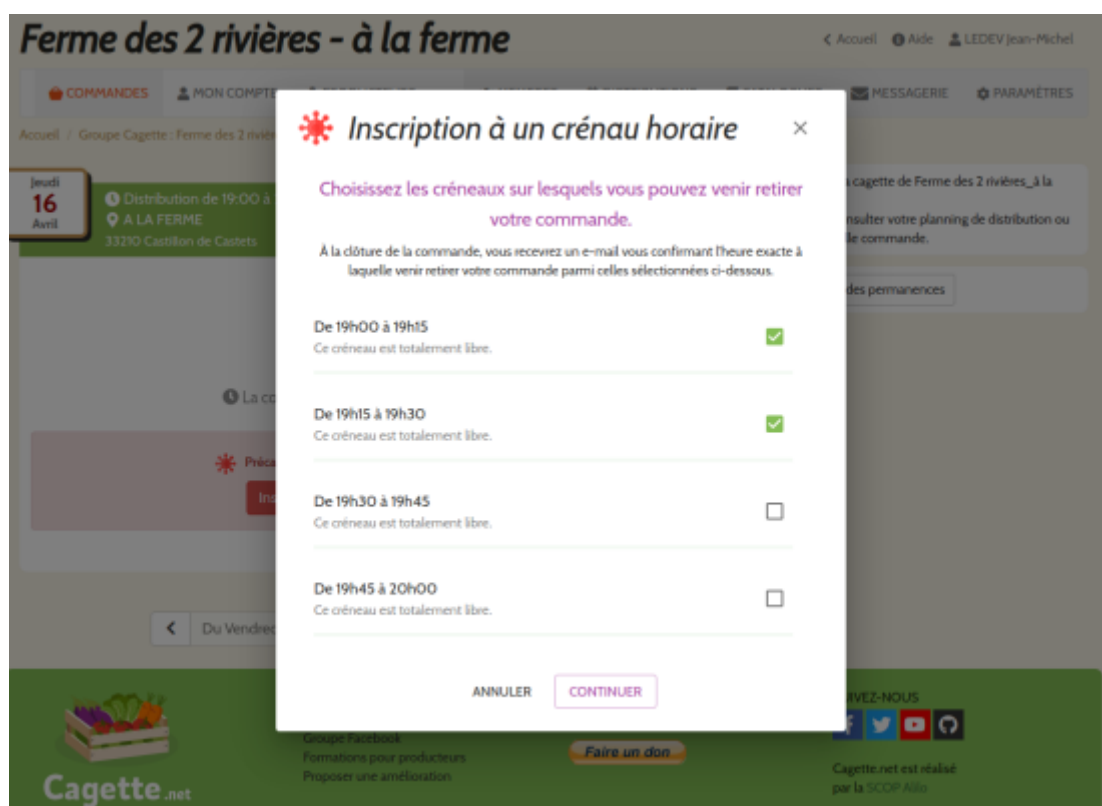 Ferme des 2 rivières - à la ferme
Accueil Aide LEDEV Jean-Michel
COMMANDES MON COMPTE MESSAGERIE PARAMÈTRES
Accueil / Groupe Cagette : Ferme des 2 rivièr
Jeudi
16
Avril
Distribution de 19:00 à
A LA FERME
33210 Castillon de Castets
cagette de Ferme des 2 rivières_à la
nsulter votre planning de distribution ou
le commande.
des permanences
La co
Préca
Ins
Du Vendred
Inscription à un crénau horaire ×
Choisissez les créneaux sur lesquels vous pouvez venir retirer
votre commande.
À la clôture de la commande, vous recevrez un e-mail vous confirmant l'heure exacte à
laquelle venir retirer votre commande parmi celles sélectionnées ci-dessous.
De 19h00 à 19h15
Ce créneau est totalement libre.
De 19h15 à 19h30
Ce créneau est totalement libre.
De 19h30 à 19h45
Ce créneau est totalement libre.
De 19h45 à 20h00
Ce créneau est totalement libre.
ANNULER CONTINUER
Cagette.net
Groupe Facebook
Formations pour producteurs
Proposer une amélioration
Faire un don
IVEZ-NOUS
Cagette.net est réalisé
par la SCOP Alilo